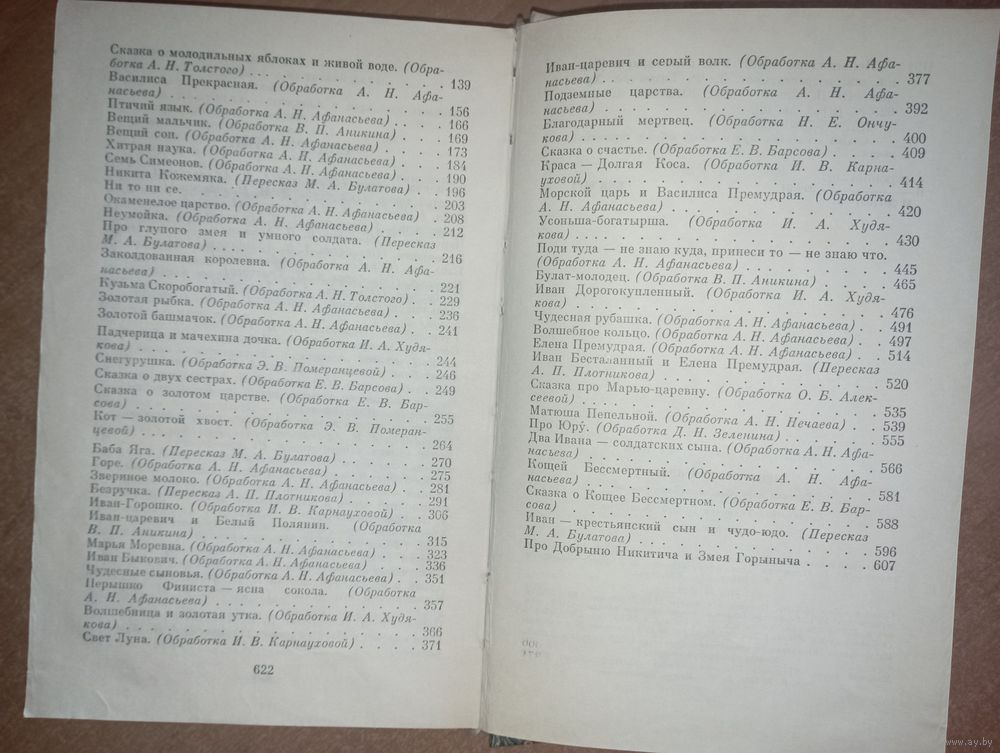 Сказка о молодильных яблоках и живой воде. (Обра-
ботка А. Н. Толстого) . . . . . . . . . . . . . . 139
Василиса Прекрасная. (Обработка А. Н. Афа-
насьева) . . . . . . . . . . . . . . . . . . . 156
Птичий язык. (Обработка А. Н. Афанасьева) . . . 166
Вещий мальчик. (Обработка В. П. Аникина) . . . 169
Вещий сон. (Обработка А. Н. Афанасьева) . . . . 173
Хитрая наука. (Обработка А. Н. Афанасьева) . . . 184
Семь Симеонов. (Обработка А. Н. Афанасьева) . . . 190
Никита Кожемяка. (Пересказ М. А. Булатова) . . . 196
Ни то ни се. . . . . . . . . . . . . . . . . . 203
Окаменелое царство. (Обработка А. Н. Афанасьева) . 208
Неумойка. (Обработка А. Н. Афанасьева) . . . . . 212
Про глупого змея и умного солдата. (Пересказ
М. А. Булатова) . . . . . . . . . . . . . . . 216
Заколдованная королевна. (Обработка А. Н. Афа-
насьева) . . . . . . . . . . . . . . . . . . . 221
Кузьма Скоробогатый. (Обработка А. Н. Толстого) . . 229
Золотая рыбка. (Обработка А. Н. Афанасьева) . . . 236
Золотой башмачок. (Обработка А. Н. Афанасьева) . . 241
Падчерица и мачехина дочка. (Обработка И. А. Худя-
кова) . . . . . . . . . . . . . . . . . . . . 244
Снегурушка. (Обработка Э. В. Померанцевой) . . . 246
Сказка о двух сестрах. (Обработка Е. В. Барсова) . . 249
Сказка о золотом царстве. (Обработка Е. В. Бар-
сова) . . . . . . . . . . . . . . . . . . . . 255
Кот — золотой хвост. (Обработка Э. В. Померан-
цевой) . . . . . . . . . . . . . . . . . . . . 264
Баба Яга. (Пересказ М. А. Булатова) . . . . . . 270
Горе. (Обработка А. Н. Афанасьева) . . . . . . . 275
Звериное молоко. (Обработка А. Н. Афанасьева) . . 281
Безручка. (Пересказ А. П. Плотникова) . . . . . . 291
Иван-Горошко. (Обработка И. В. Карнауховой) . . . 306
Иван-царевич и Белый Полянин. (Обработка
В. П. Аникина) . . . . . . . . . . . . . . . . 315
Марья Моревна. (Обработка А. Н. Афанасьева) . . . 323
Иван Быкович. (Обработка А. Н. Афанасьева) . . . 336
Чудесные сыновья. (Обработка А. Н. Афанасьева) . . 351
Перышко Финиста — ясна сокола. (Обработка
А. Н. Афанасьева) . . . . . . . . . . . . . . . 357
Волшебница и золотая утка. (Обработка И. А. Худя-
кова) . . . . . . . . . . . . . . . . . . . . 366
Свет Луна. (Обработка И. В. Карнауховой) . . . . 371
622
Иван-царевич и серый волк. (Обработка А. Н. Афа-
насьева) . . . . . . . . . . . . . . . . . . . 377
Подземные царства. (Обработка А. Н. Афа-
насьева) . . . . . . . . . . . . . . . . . . . 392
Благодарный мертвец. (Обработка Н. Е. Ончу-
кова) . . . . . . . . . . . . . . . . . . . . 400
Сказка о счастье. (Обработка Е. В. Барсова) . . . . 409
Краса — Долгая Коса. (Обработка И. В. Карна-
уховой) . . . . . . . . . . . . . . . . . . . 414
Морской царь и Василиса Премудрая. (Обработка
А. Н. Афанасьева) . . . . . . . . . . . . . . . 420
Усоньша-богатырша. (Обработка И. А. Худя-
кова) . . . . . . . . . . . . . . . . . . . . 430
Поди туда — не знаю куда, принеси то — не знаю что.
(Обработка А. Н. Афанасьева) . . . . . . . . . . 445
Булат-молодец. (Обработка В. П. Аникина) . . . . 465
Иван Дорогокупленный. (Обработка И. А. Худя-
кова) . . . . . . . . . . . . . . . . . . . . 476
Чудесная рубашка. (Обработка А. Н. Афанасьева) . . 491
Волшебное кольцо. (Обработка А. Н. Афанасьева) . . 497
Елена Премудрая. (Обработка А. Н. Афанасьева) . . 514
Иван Бесталанный и Елена Премудрая. (Пересказ
А. П. Плотникова) . . . . . . . . . . . . . . . 520
Сказка про Марью-царевну. (Обработка О. Б. Алек-
сеевой) . . . . . . . . . . . . . . . . . . . 535
Матюша Пепельной. (Обработка А. Н. Нечаева) . . . 539
Про Юру́. (Обработка Д. Н. Зеленина) . . . . . . 555
Два Ивана — солдатских сына. (Обработка А. Н. Афа-
насьева) . . . . . . . . . . . . . . . . . . . 566
Кощей Бессмертный. (Обработка А. Н. Афа-
насьева) . . . . . . . . . . . . . . . . . . . 581
Сказка о Кощее Бессмертном. (Обработка Е. В. Бар-
сова) . . . . . . . . . . . . . . . . . . . . 588
Иван — крестьянский сын и чудо-юдо. (Пересказ
М. А. Булатова) . . . . . . . . . . . . . . . 596
Про Добрыню Никитича и Змея Горыныча . . . . 607
www.ay.by